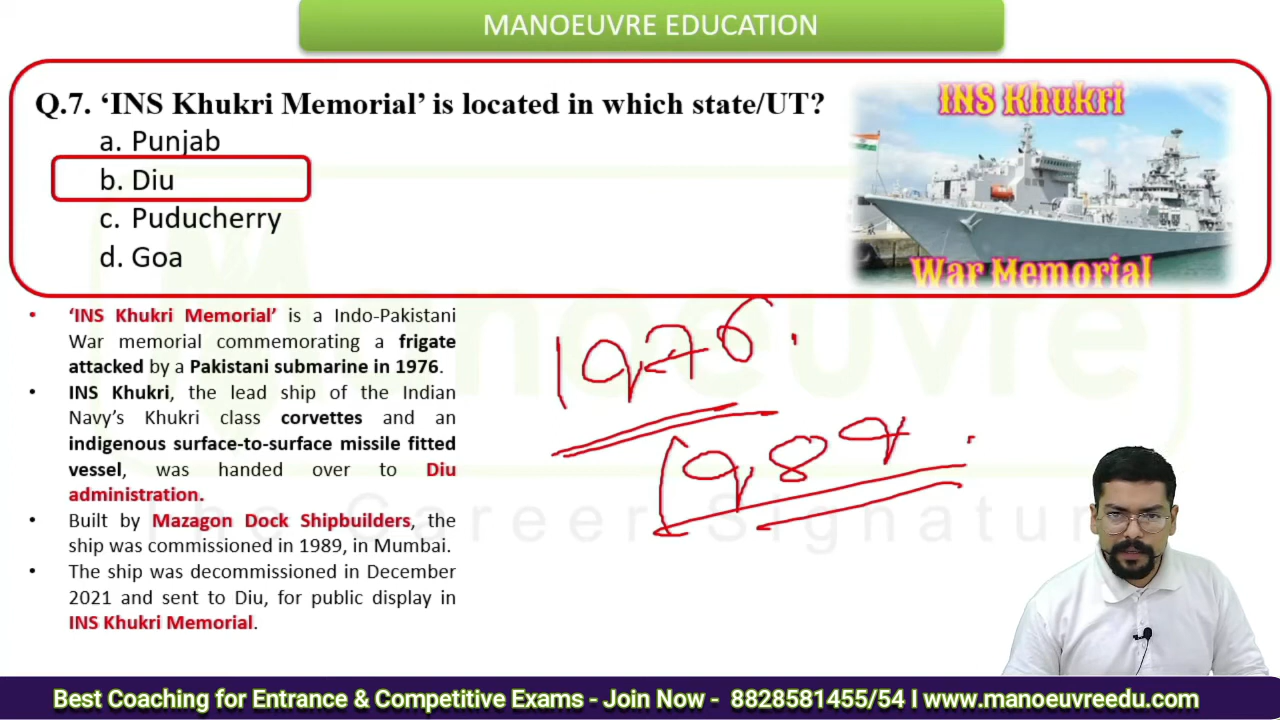 MANOEUVRE EDUCATION
Q.7. ‘INS Khukri Memorial’ is located in which state/UT?
a. Punjab
b. Diu
c. Puducherry
d. Goa
INS Khukri
War Memorial
• ‘INS Khukri Memorial’ is a Indo-Pakistani
War memorial commemorating a frigate
attacked by a Pakistani submarine in 1976.
• INS Khukri, the lead ship of the Indian
Navy’s Khukri class corvettes and an
indigenous surface-to-surface missile fitted
vessel, was handed over to Diu
administration.
• Built by Mazagon Dock Shipbuilders, the
ship was commissioned in 1989, in Mumbai.
• The ship was decommissioned in December
2021 and sent to Diu, for public display in
INS Khukri Memorial.
1976.
1989.
Manoeuvre
The Career Signature
Best Coaching for Entrance & Competitive Exams - Join Now - 8828581455/54 I www.manoeuvreedu.com